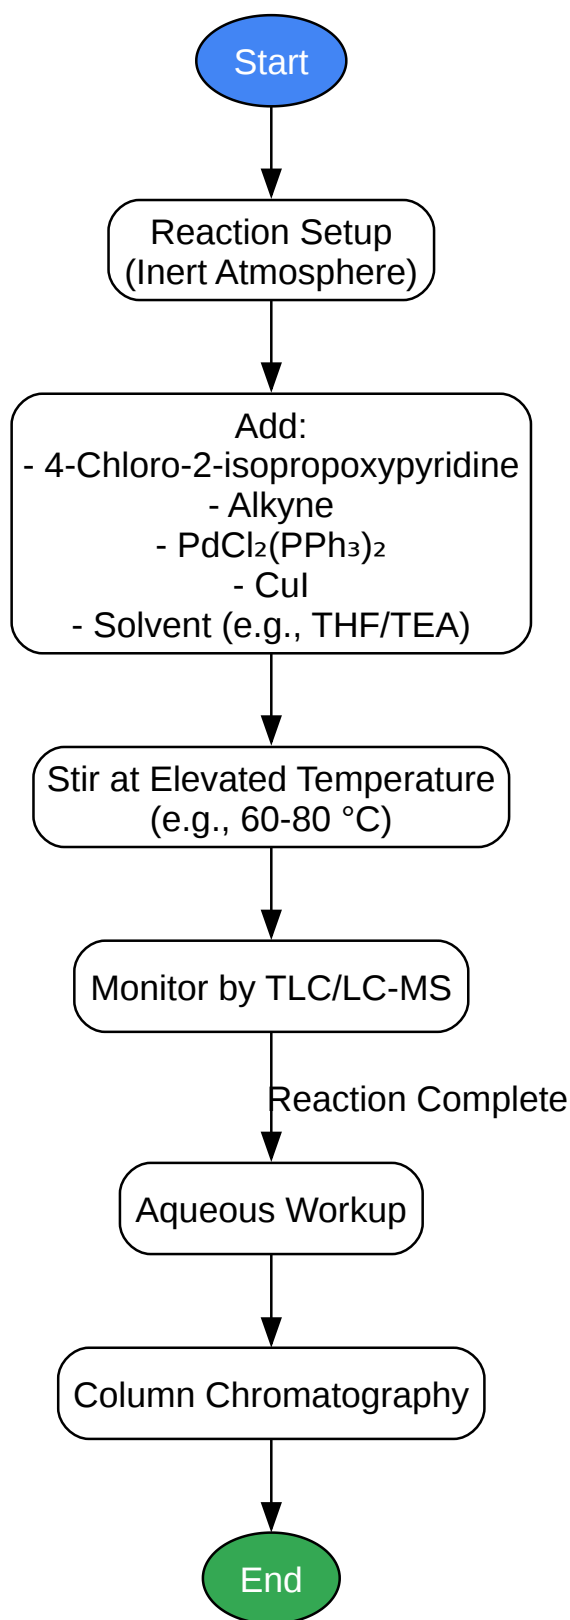 Start
Reaction Setup
(Inert Atmosphere)
Add:
- 4-Chloro-2-isopropoxypyridine
- Alkyne
- PdCl₂(PPh₃)₂
- CuI
- Solvent (e.g., THF/TEA)
Stir at Elevated Temperature
(e.g., 60-80 °C)
Monitor by TLC/LC-MS
Reaction Complete
Aqueous Workup
Column Chromatography
End